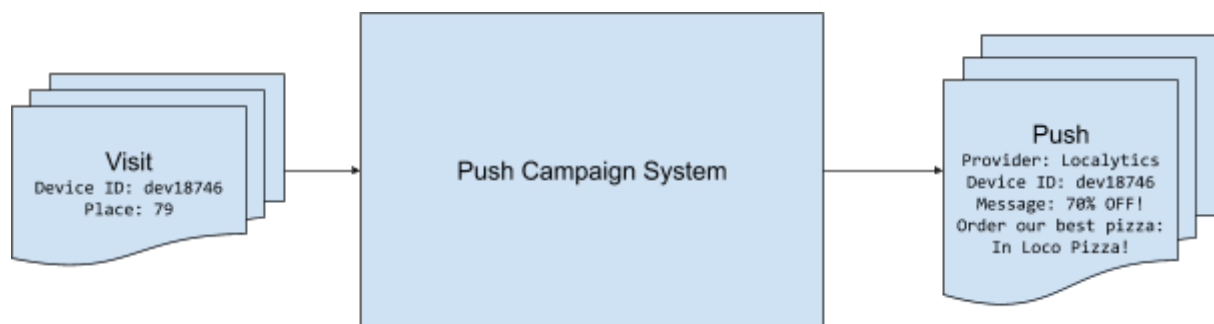 Visit
Device ID: dev18746
Place: 79
Push Campaign System
Push
Provider: Localytics
Device ID: dev18746
Message: 70% OFF!
Order our best pizza:
In Loco Pizza!